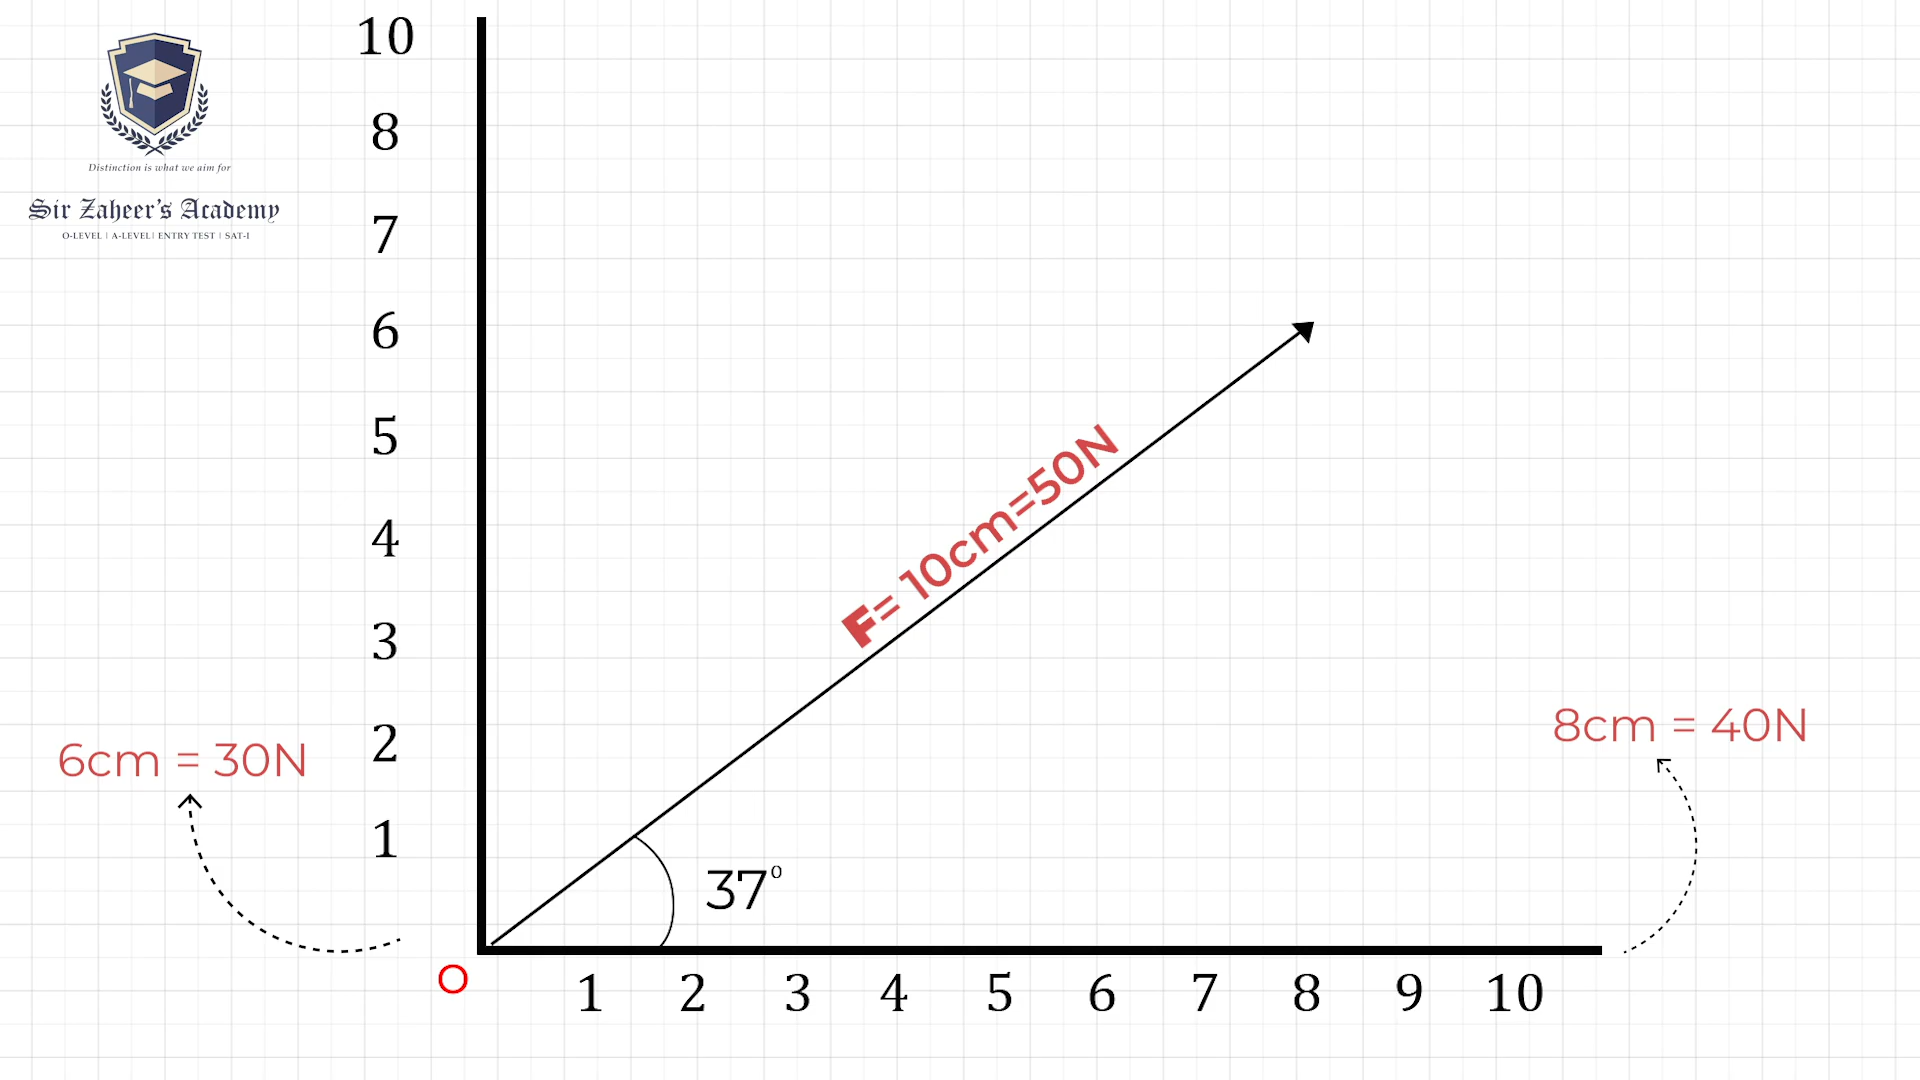 Distinction is what we aim for
Sir Zaheer's Academy
O-LEVEL | A-LEVEL | ENTRY TEST | SAT-I
10
8
7
6
5
4
3
2
1
F= 10cm=50N
6cm = 30N
8cm = 40N
37°
O
1 2 3 4 5 6 7 8 9 10